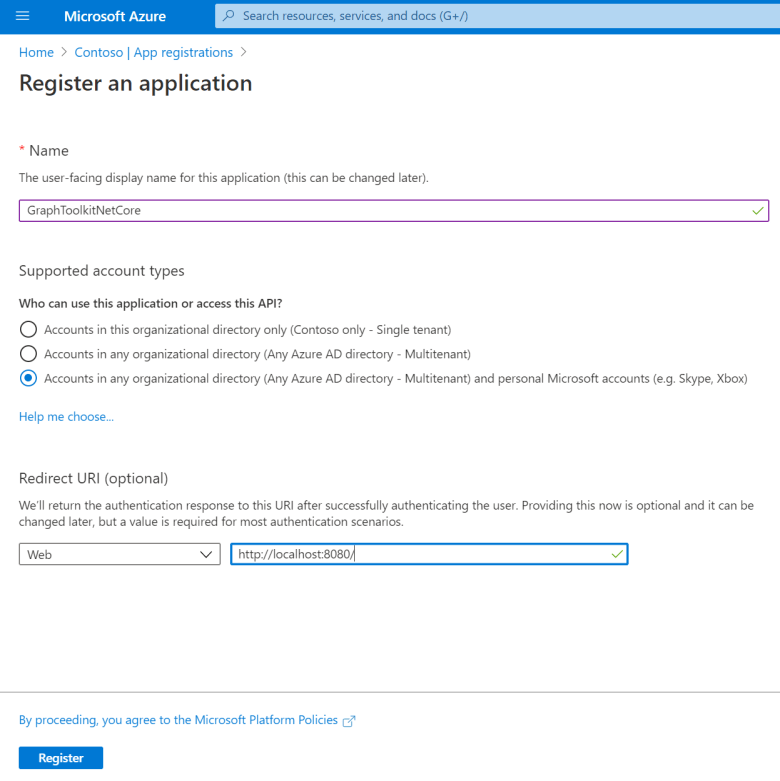 Microsoft Azure
Search resources, services, and docs (G+/)
Home > Contoso | App registrations >
Register an application
* Name
The user-facing display name for this application (this can be changed later).
GraphToolkitNetCore
Supported account types
Who can use this application or access this API?
Accounts in this organizational directory only (Contoso only - Single tenant)
Accounts in any organizational directory (Any Azure AD directory - Multitenant)
Accounts in any organizational directory (Any Azure AD directory - Multitenant) and personal Microsoft accounts (e.g. Skype, Xbox)
Help me choose...
Redirect URI (optional)
We'll return the authentication response to this URI after successfully authenticating the user. Providing this now is optional and it can be
changed later, but a value is required for most authentication scenarios.
Web
http://localhost:8080/
By proceeding, you agree to the Microsoft Platform Policies
Register